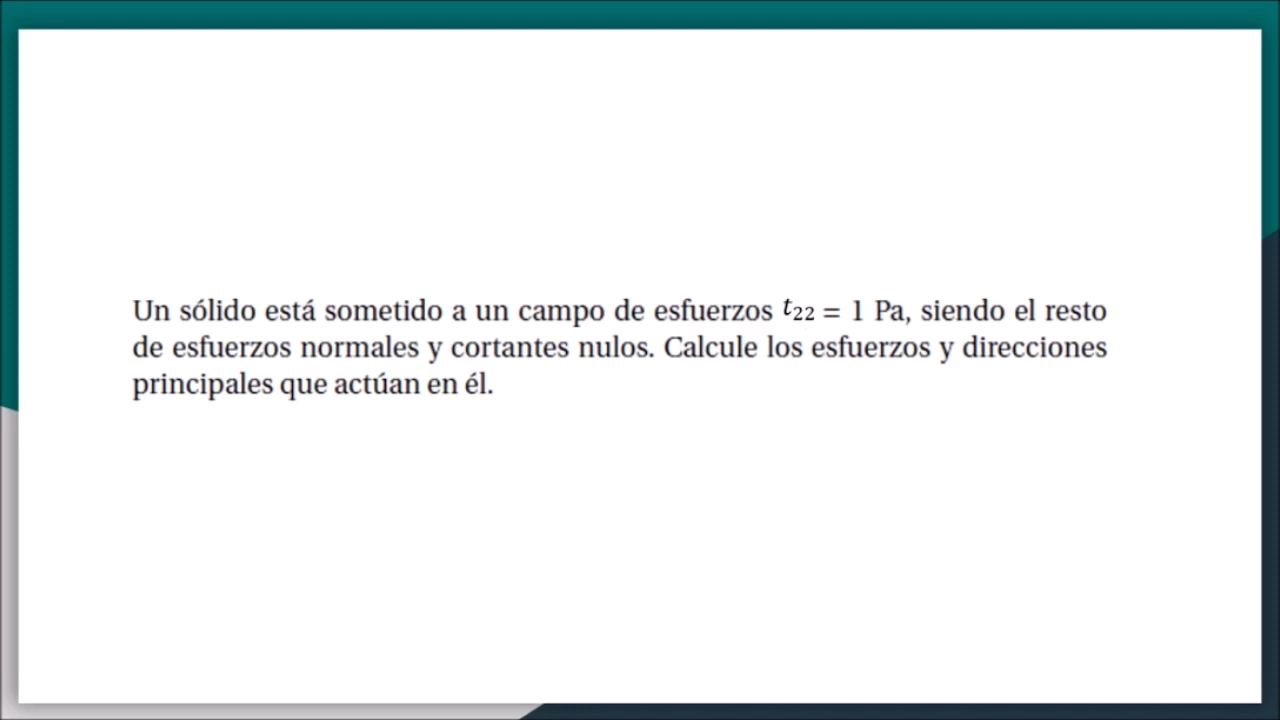 Un sólido está sometido a un campo de esfuerzos t₂₂ = 1 Pa, siendo el resto
de esfuerzos normales y cortantes nulos. Calcule los esfuerzos y direcciones
principales que actúan en él.